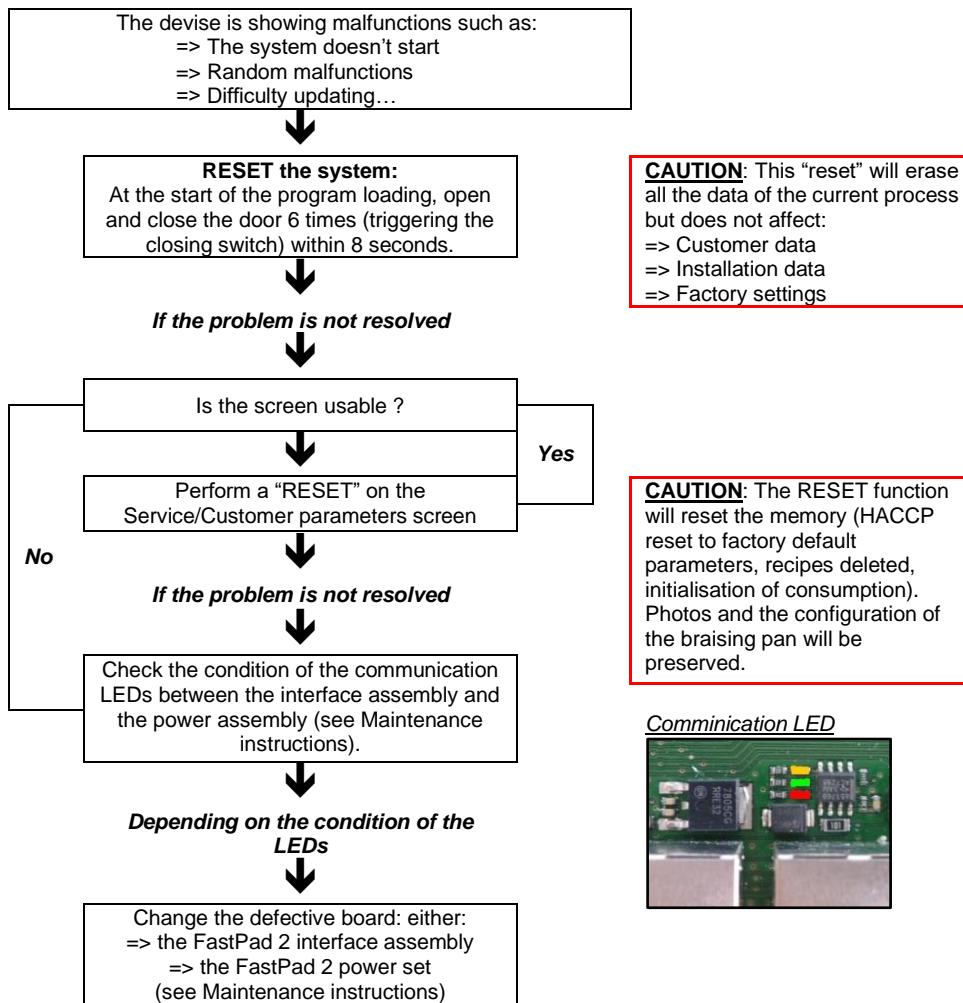 The devise is showing malfunctions such as:
=> The system doesn't start
=> Random malfunctions
=> Difficulty updating…
RESET the system:
At the start of the program loading, open
and close the door 6 times (triggering the
closing switch) within 8 seconds.
CAUTION: This “reset” will erase
all the data of the current process
but does not affect:
=> Customer data
=> Installation data
=> Factory settings
If the problem is not resolved
Is the screen usable ?
Yes
Perform a “RESET” on the
Service/Customer parameters screen
No
CAUTION: The RESET function
will reset the memory (HACCP
reset to factory default
parameters, recipes deleted,
initialisation of consumption).
Photos and the configuration of
the braising pan will be
preserved.
If the problem is not resolved
Check the condition of the communication
LEDs between the interface assembly and
the power assembly (see Maintenance
instructions).
Comminication LED
7805CG
101
Depending on the condition of the
LEDs
Change the defective board: either:
=> the FastPad 2 interface assembly
=> the FastPad 2 power set
(see Maintenance instructions)